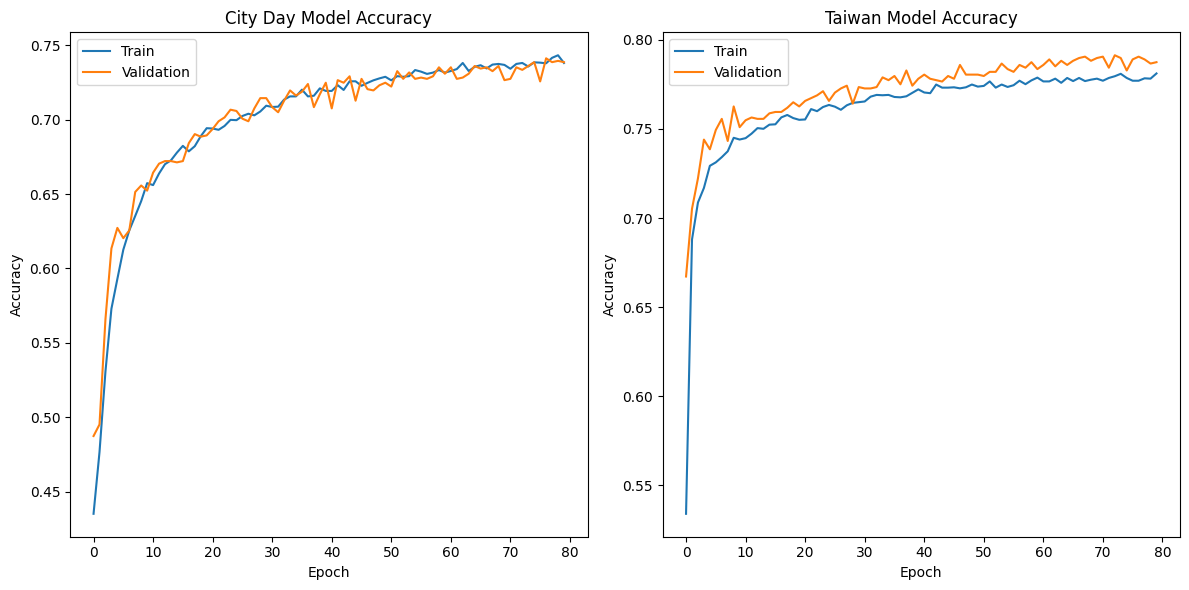 City Day Model Accuracy
Train
Validation
0.75
0.70
0.65
0.60
0.55
0.50
0.45
Accuracy
0 10 20 30 40 50 60 70 80
Epoch
Taiwan Model Accuracy
Train
Validation
0.80
0.75
0.70
0.65
0.60
0.55
Accuracy
0 10 20 30 40 50 60 70 80
Epoch